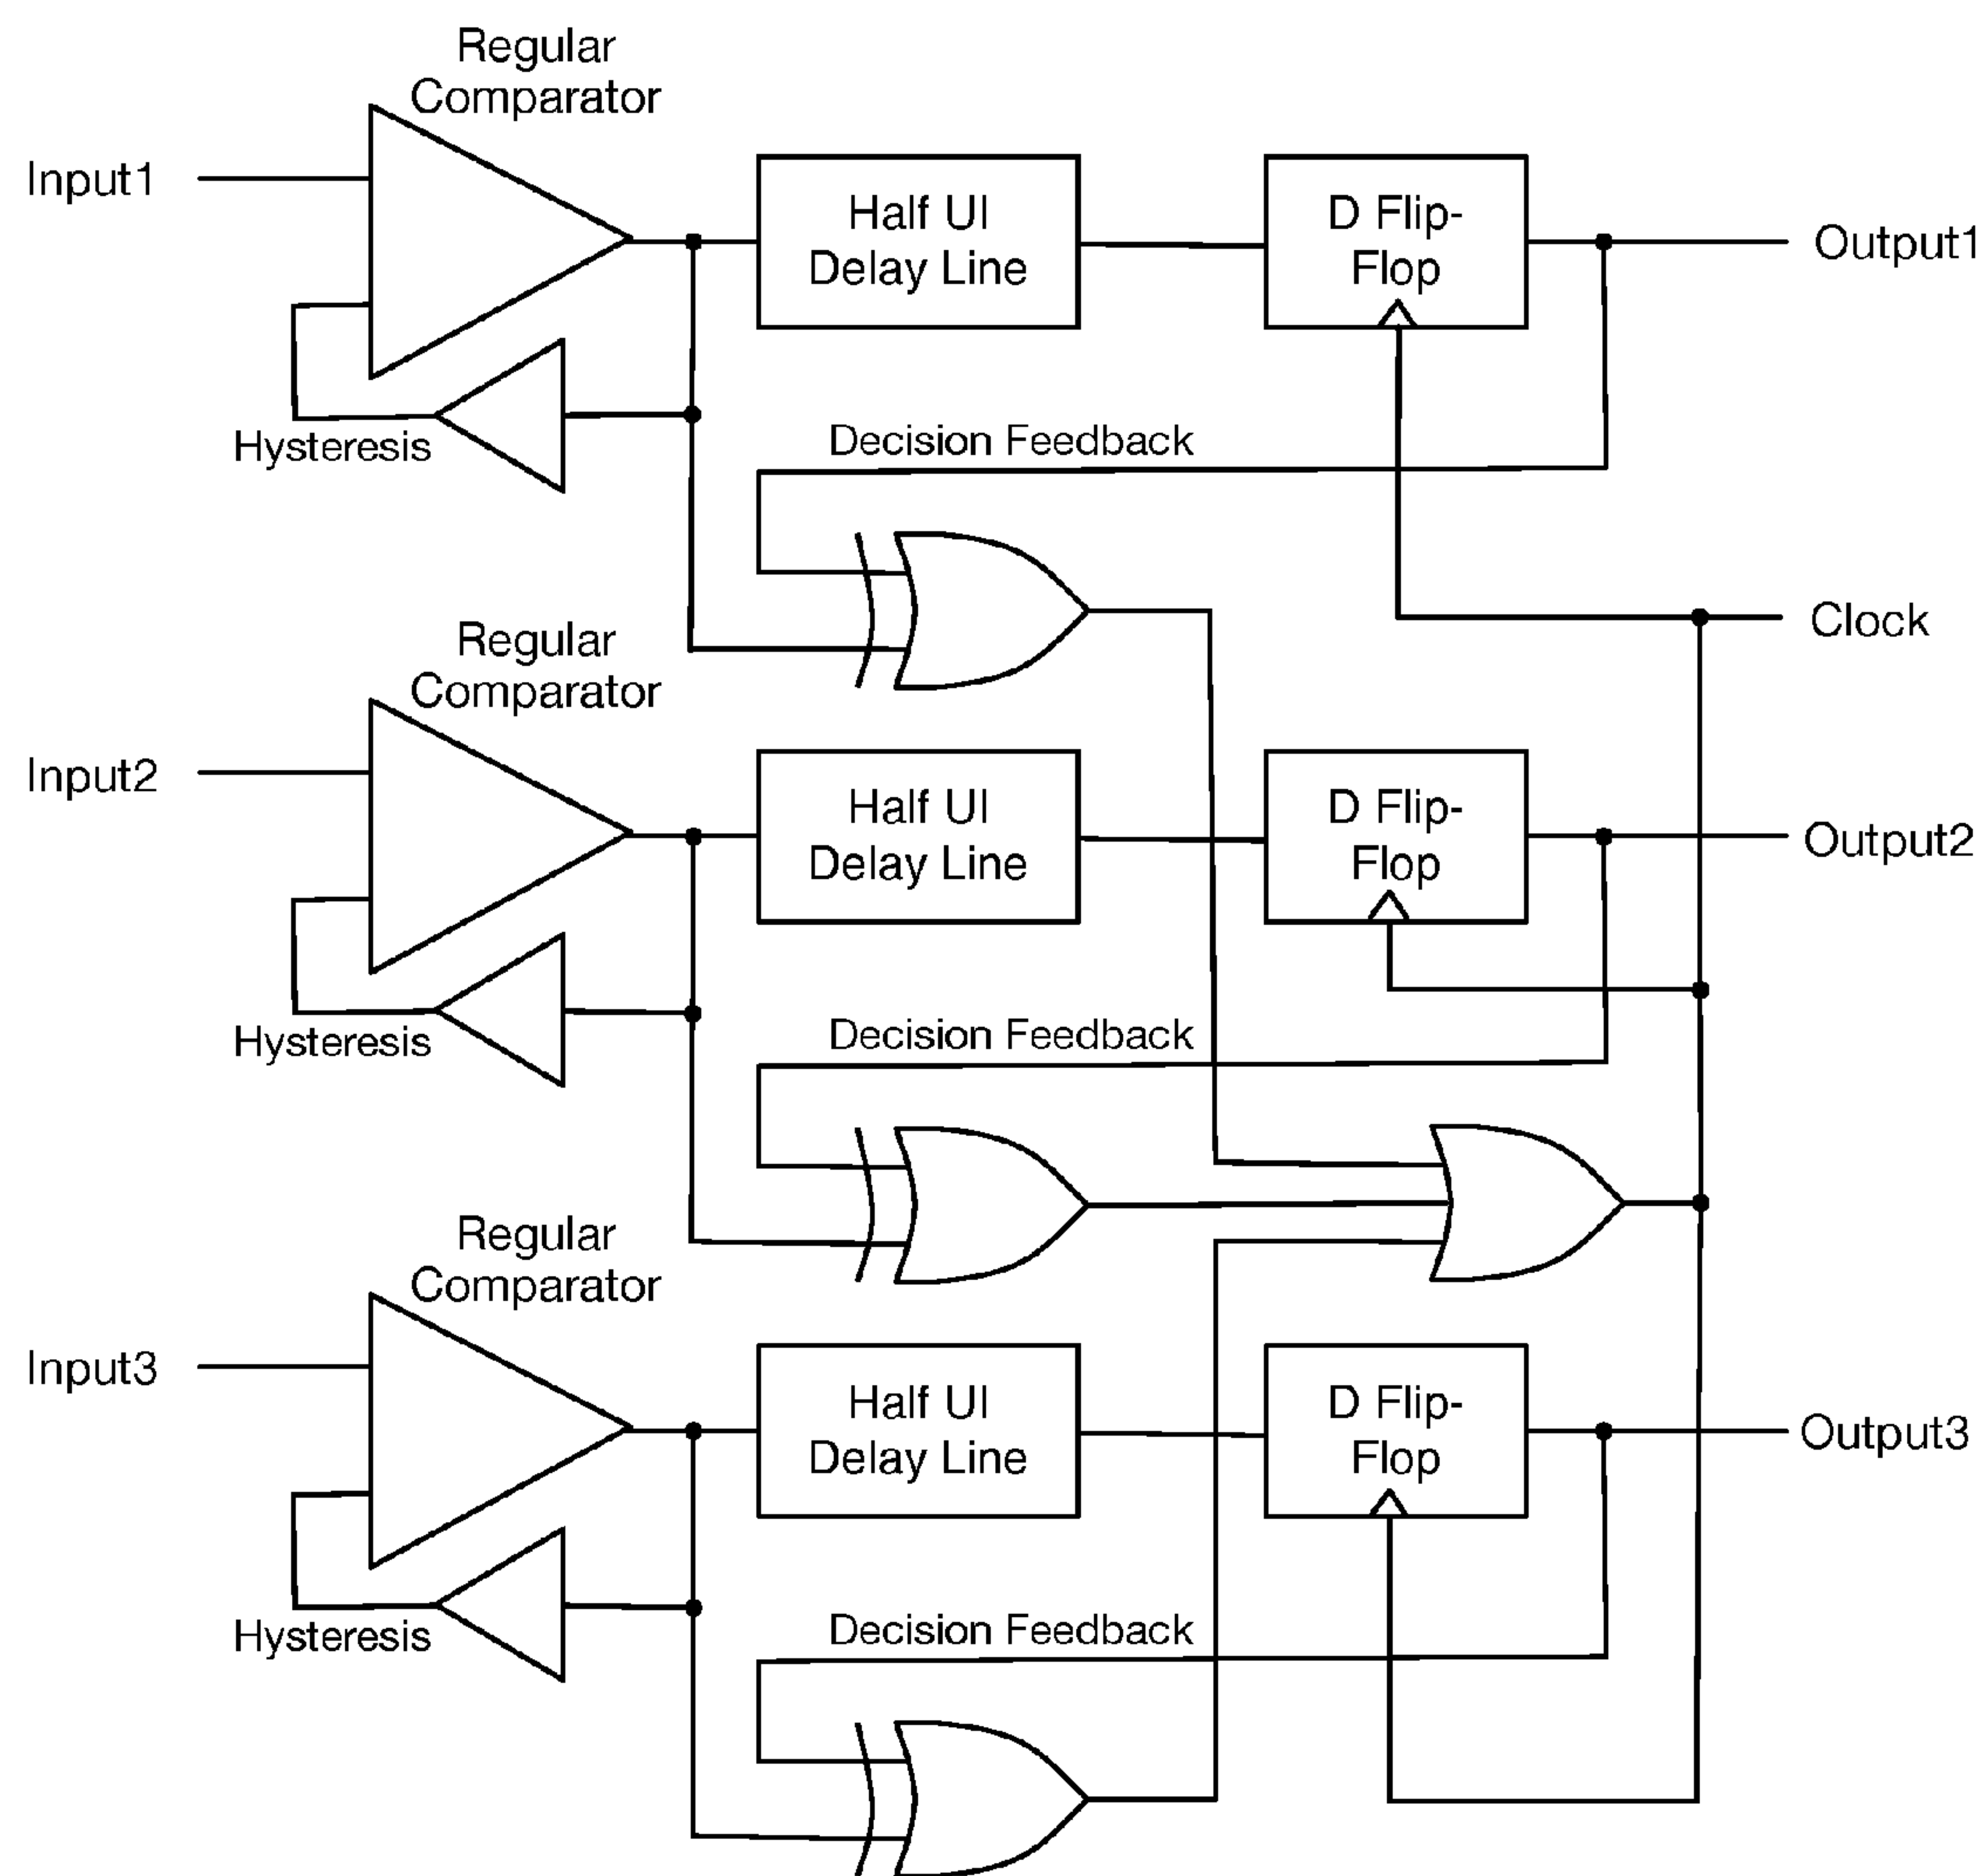 Regular
Comparator
Input1
Half UI
Delay Line
D Flip-
Flop
Output1
Hysteresis
Decision Feedback
Clock
Regular
Comparator
Input2
Half UI
Delay Line
D Flip-
Flop
Output2
Hysteresis
Decision Feedback
Regular
Comparator
Input3
Half UI
Delay Line
D Flip-
Flop
Output3
Hysteresis
Decision Feedback